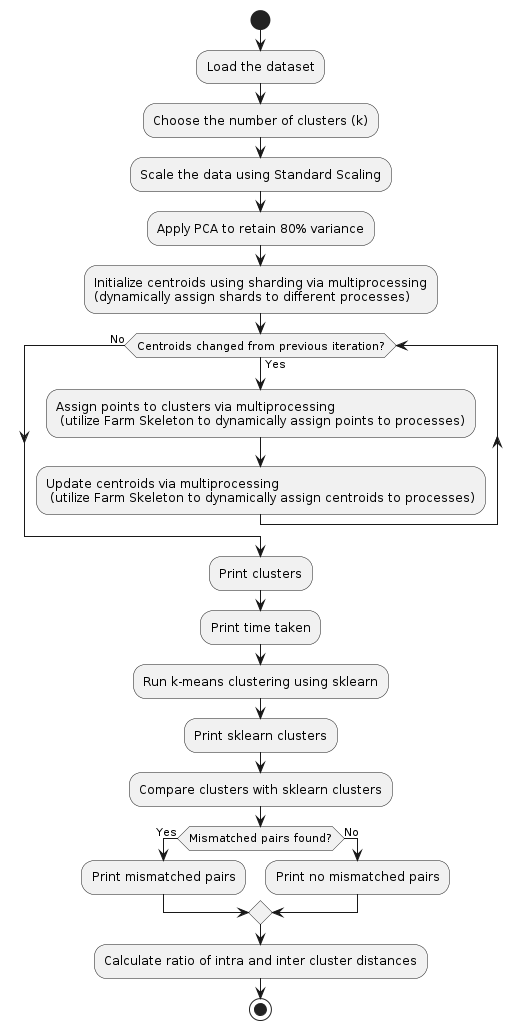 Load the dataset
Choose the number of clusters (k)
Scale the data using Standard Scaling
Apply PCA to retain 80% variance
Initialize centroids using sharding via multiprocessing
(dynamically assign shards to different processes)
No
Centroids changed from previous iteration?
Yes
Assign points to clusters via multiprocessing
(utilize Farm Skeleton to dynamically assign points to processes)
Update centroids via multiprocessing
(utilize Farm Skeleton to dynamically assign centroids to processes)
Print clusters
Print time taken
Run k-means clustering using sklearn
Print sklearn clusters
Compare clusters with sklearn clusters
Yes
Mismatched pairs found?
No
Print mismatched pairs
Print no mismatched pairs
Calculate ratio of intra and inter cluster distances